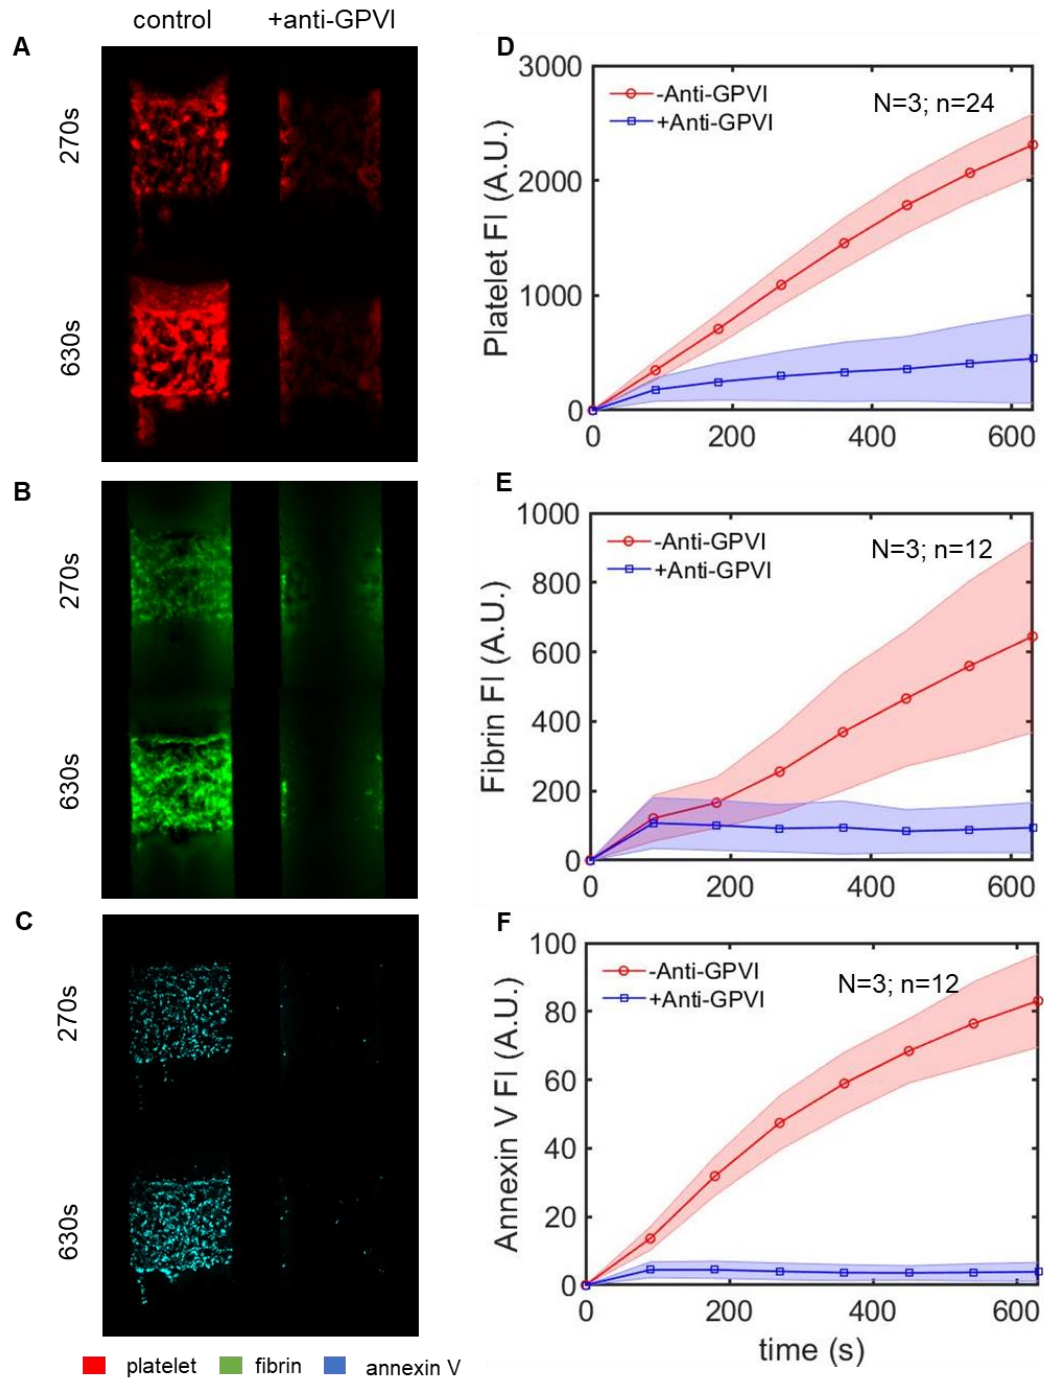 control +anti-GPVI
A
270s
630s
B
270s
630s
C
270s
630s
platelet fibrin annexin V
D
3000
2000
1000
0
Platelet FI (A.U.)
-Anti-GPVI
+Anti-GPVI
N=3; n=24
0 200 400 600
E
1000
800
600
400
200
0
Fibrin FI (A.U.)
-Anti-GPVI
+Anti-GPVI
N=3; n=12
0 200 400 600
F
100
80
60
40
20
0
Annexin V FI (A.U.)
-Anti-GPVI
+Anti-GPVI
N=3; n=12
0 200 400 600
time (s)